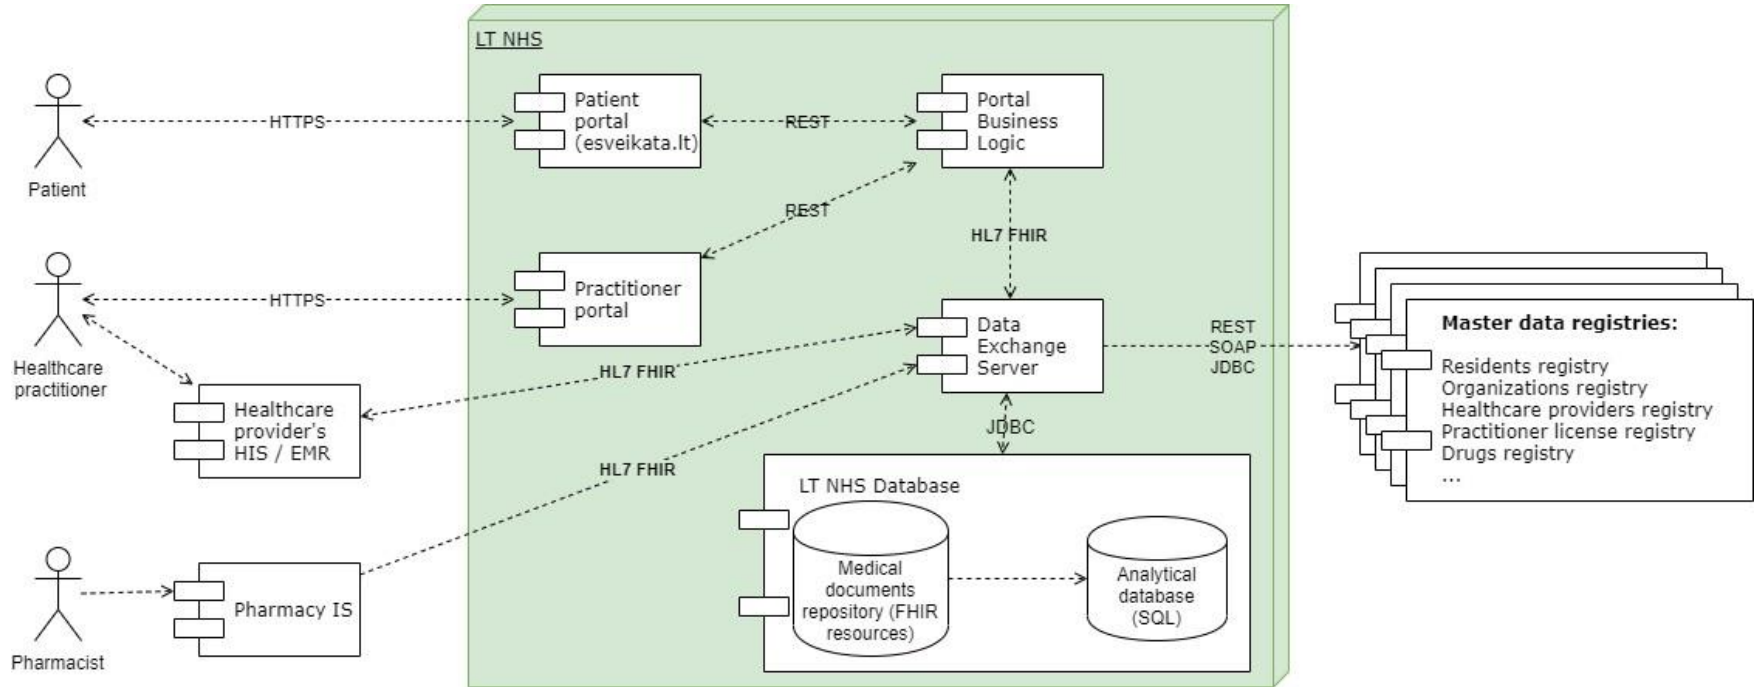 LT NHS
Patient
portal
(esveikata.lt)
Portal
Business
Logic
HTTPS
REST
Patient
REST
HL7 FHIR
Practitioner
portal
HTTPS
Healthcare
practitioner
Data
Exchange
Server
REST
SOAP
JDBC
Master data registries:
Residents registry
Organizations registry
Healthcare providers registry
Practitioner license registry
Drugs registry
...
HL7 FHIR
Healthcare
provider's
HIS / EMR
JDBC
HL7 FHIR
LT NHS Database
Medical
documents
repository (FHIR
resources)
Analytical
database
(SQL)
Pharmacy IS
Pharmacist